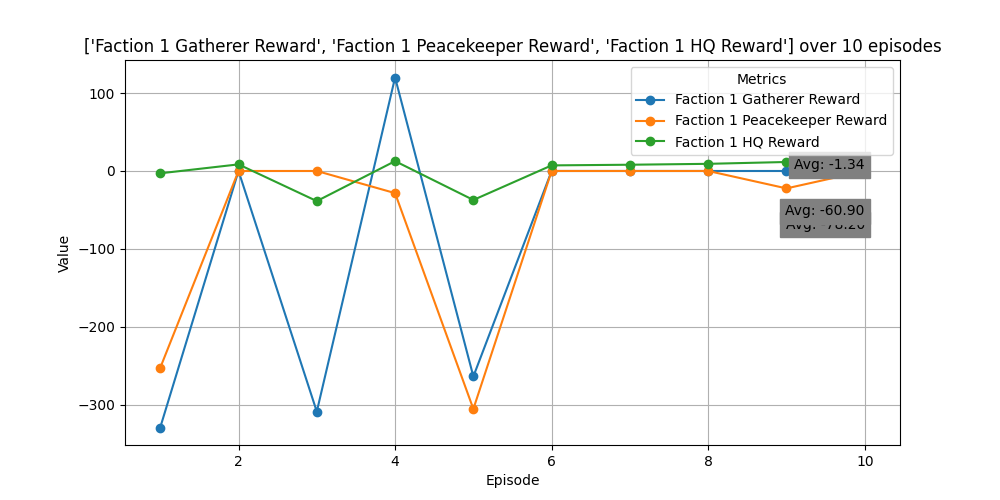 ['Faction 1 Gatherer Reward', 'Faction 1 Peacekeeper Reward', 'Faction 1 HQ Reward'] over 10 episodes
Metrics
Faction 1 Gatherer Reward
Faction 1 Peacekeeper Reward
Faction 1 HQ Reward
Value
100
0
−100
−200
−300
Avg: -1.34
Avg: -60.90
Avg:
2
4
6
8
10
Episode